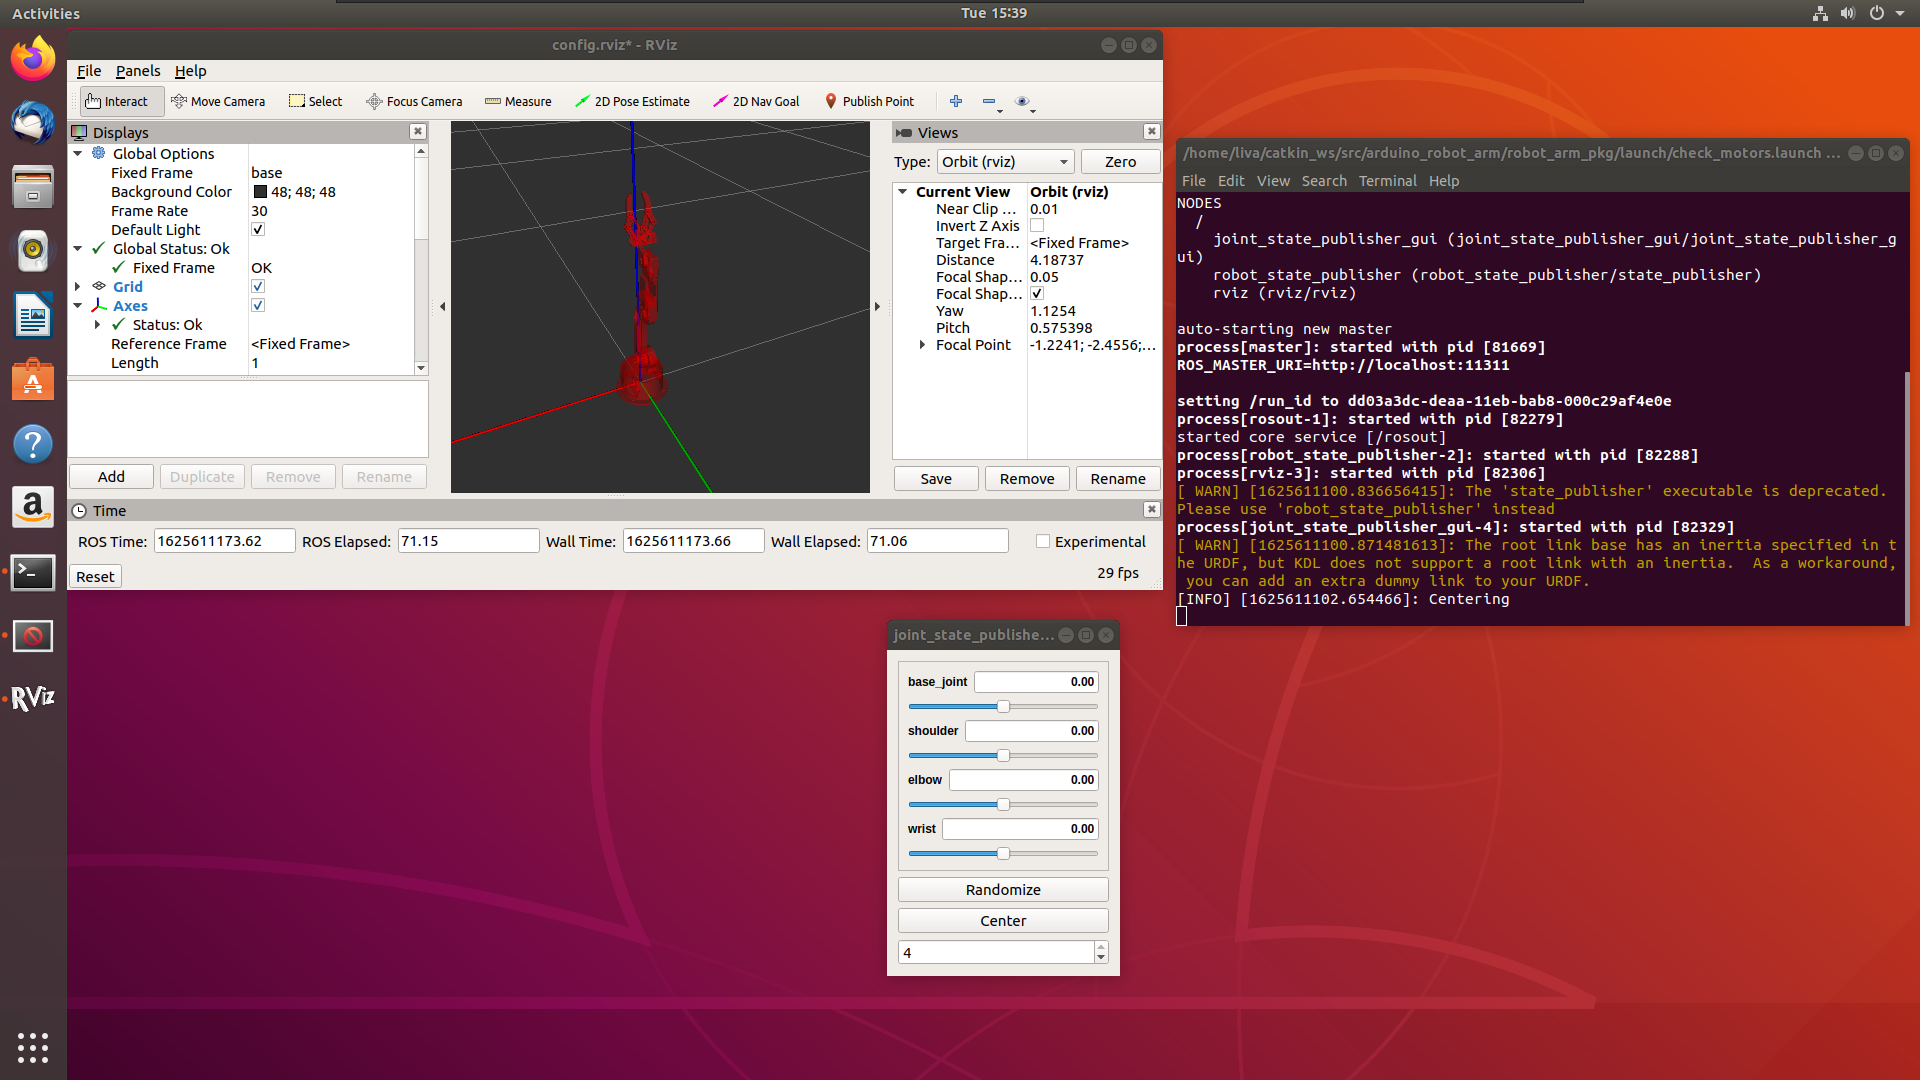 Activities
Tue 15:39
config.rviz* - RViz
File Panels Help
Interact Move Camera Select Focus Camera Measure 2D Pose Estimate 2D Nav Goal Publish Point
Displays
Global Options
Fixed Frame base
Background Color 48; 48; 48
Frame Rate 30
Default Light
Global Status: Ok
Fixed Frame OK
Grid
Axes
Status: Ok
Reference Frame <Fixed Frame>
Length 1
Add Duplicate Remove Rename
Views
Type: Orbit (rviz) Zero
Current View Orbit (rviz)
Near Clip ... 0.01
Invert Z Axis
Target Fra... <Fixed Frame>
Distance 4.18737
Focal Shap... 0.05
Focal Shap...
Yaw 1.1254
Pitch 0.575398
Focal Point -1.2241; -2.4556;...
Save Remove Rename
Time
ROS Time: 1625611173.62 ROS Elapsed: 71.15 Wall Time: 1625611173.66 Wall Elapsed: 71.06 Experimental
Reset
29 fps
/home/liva/catkin_ws/src/arduino_robot_arm/robot_arm_pkg/launch/check_motors.launch ...
File Edit View Search Terminal Help
NODES
/
joint_state_publisher_gui (joint_state_publisher_gui/joint_state_publisher_g
ui)
robot_state_publisher (robot_state_publisher/state_publisher)
rviz (rviz/rviz)
auto-starting new master
process[master]: started with pid [81669]
ROS_MASTER_URI=http://localhost:11311
setting /run_id to dd03a3dc-deaa-11eb-bab8-000c29af4e0e
process[rosout-1]: started with pid [82279]
started core service [/rosout]
process[robot_state_publisher-2]: started with pid [82288]
process[rviz-3]: started with pid [82306]
[ WARN] [1625611100.836656415]: The 'state_publisher' executable is deprecated.
Please use 'robot_state_publisher' instead
process[joint_state_publisher_gui-4]: started with pid [82329]
[ WARN] [1625611100.871481613]: The root link base has an inertia specified in t
he URDF, but KDL does not support a root link with an inertia.  As a workaround,
you can add an extra dummy link to your URDF.
[INFO] [1625611102.654466]: Centering
joint_state_publishe...
base_joint 0.00
shoulder 0.00
elbow 0.00
wrist 0.00
Randomize
Center
4
RViz